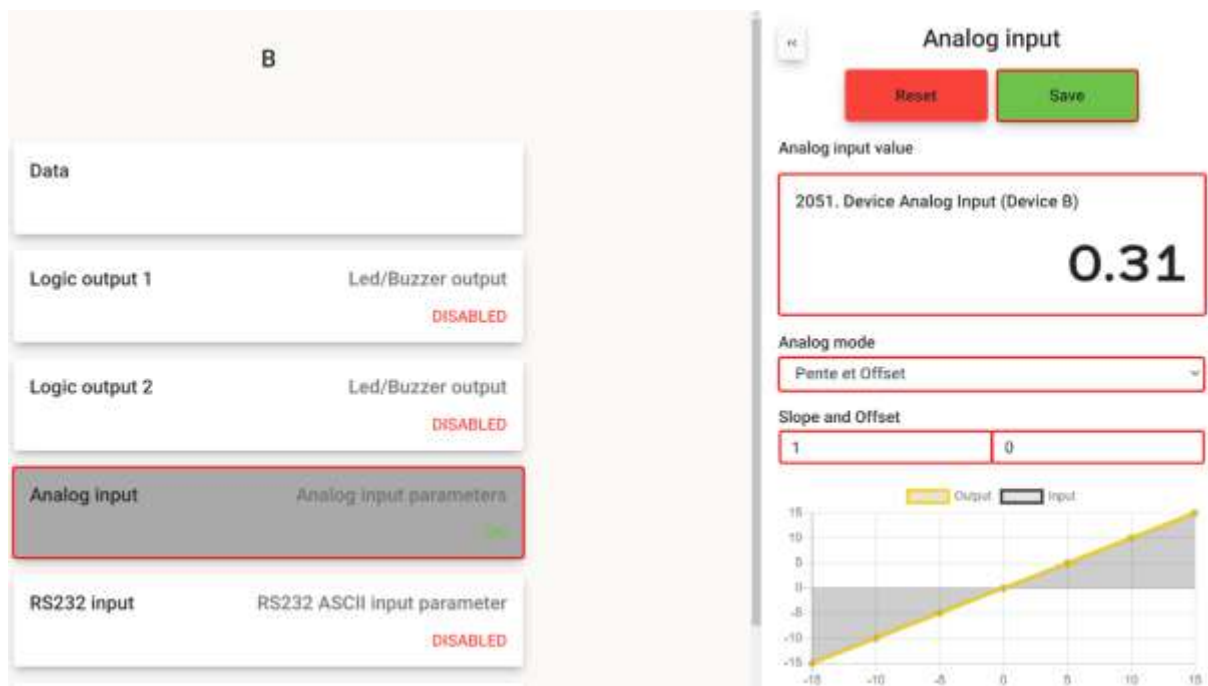 B
Data
Logic output 1
Led/Buzzer output
DISABLED
Logic output 2
Led/Buzzer output
DISABLED
Analog input
Analog input parameters
RS232 input
RS232 ASCII input parameter
DISABLED
«
Analog input
Reset
Save
Analog input value
2051. Device Analog Input (Device B)
0.31
Analog mode
Pente et Offset
Slope and Offset
1
0
Output
Input
15
10
5
0
-5
-10
-15
-15 -10 -5 0 5 10 15